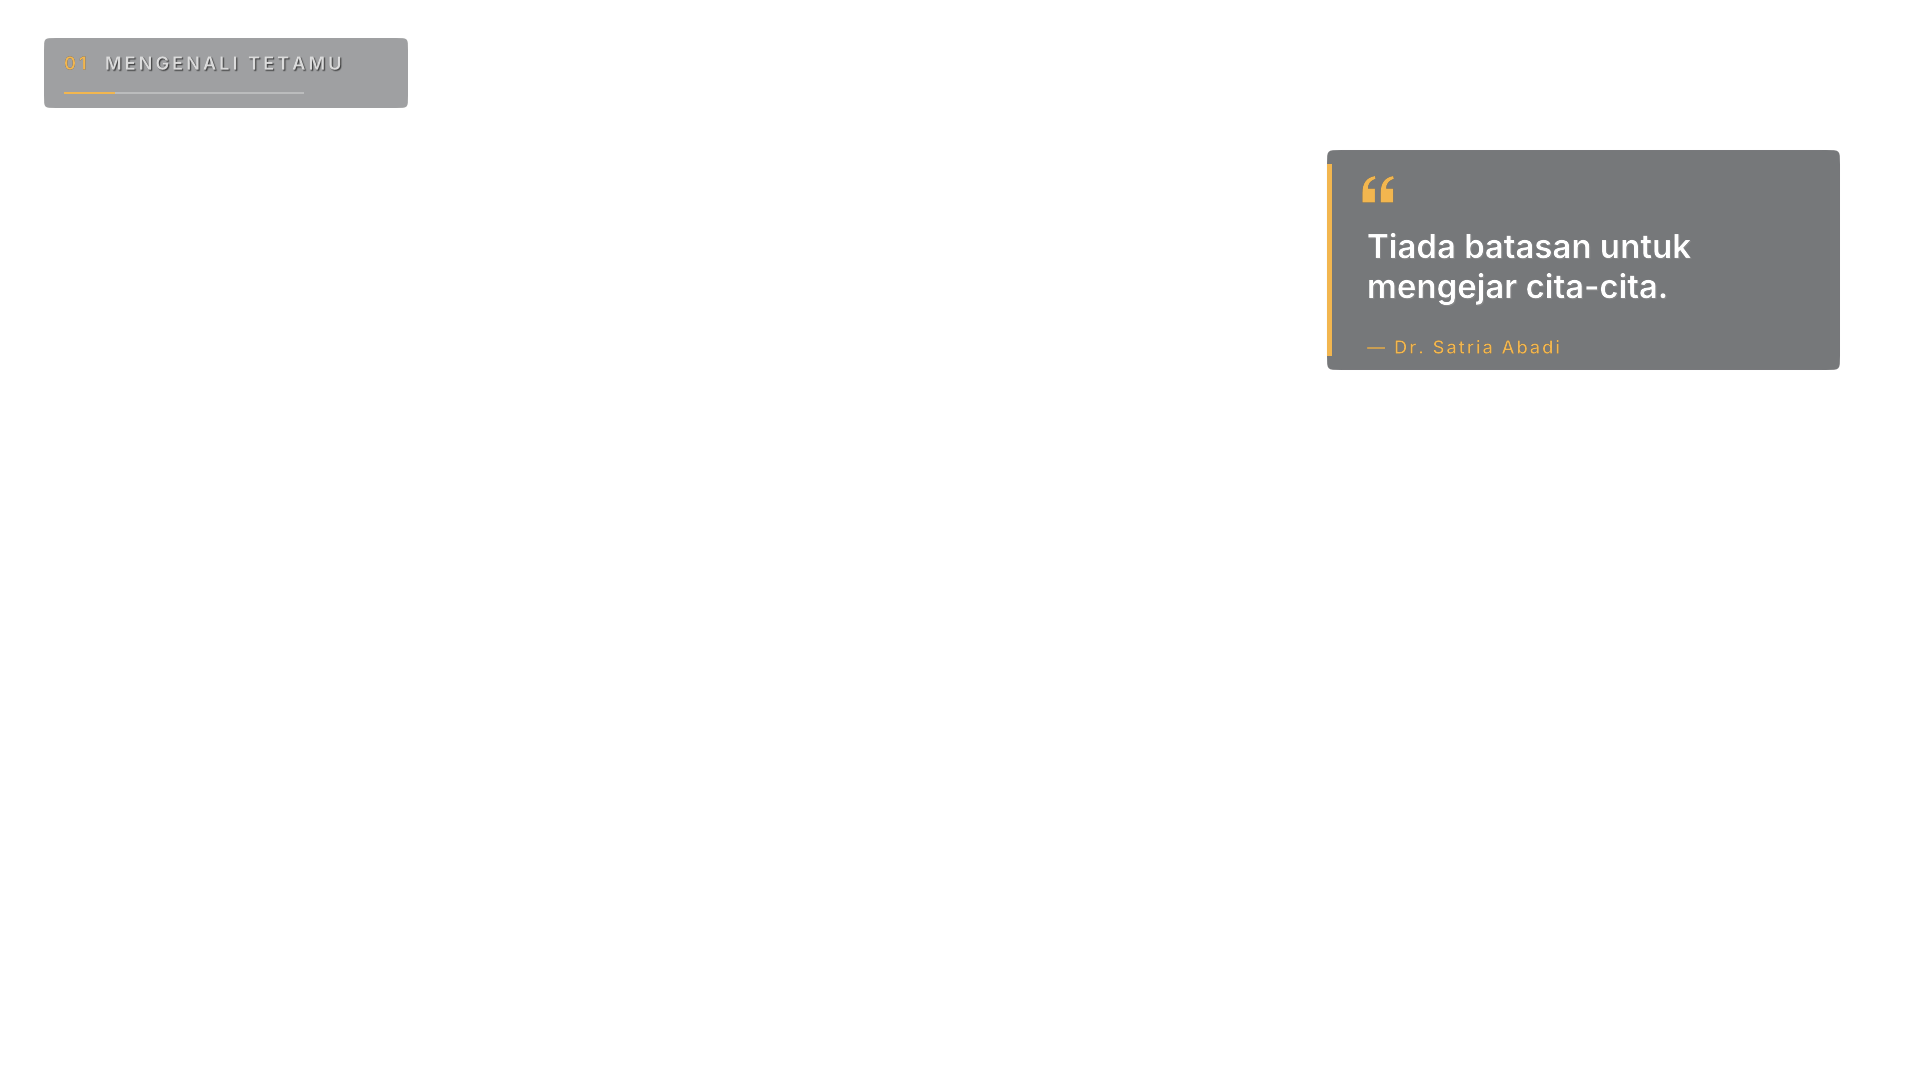 01 MENGENALI TETAMU
“
Tiada batasan untuk
mengejar cita-cita.
— Dr. Satria Abadi